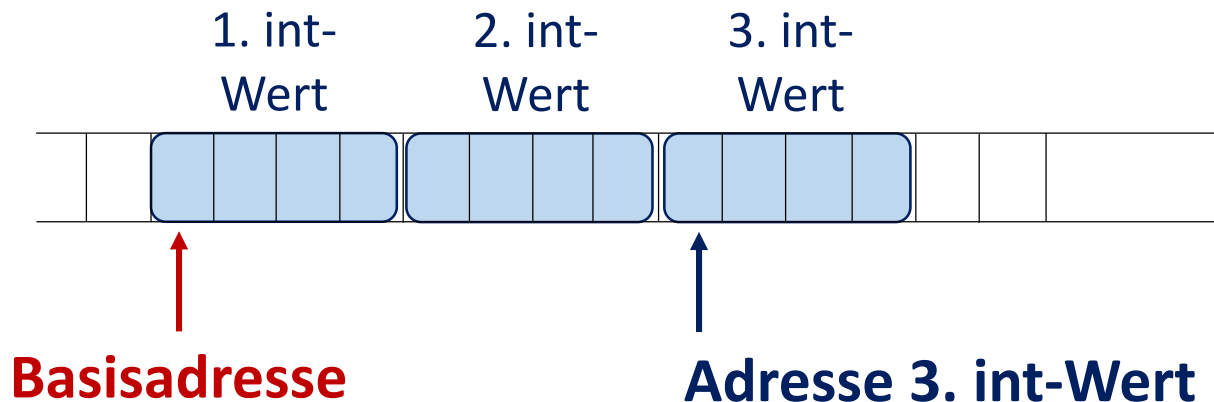 1. int-
Wert
2. int-
Wert
3. int-
Wert
Basisadresse
Adresse 3. int-Wert